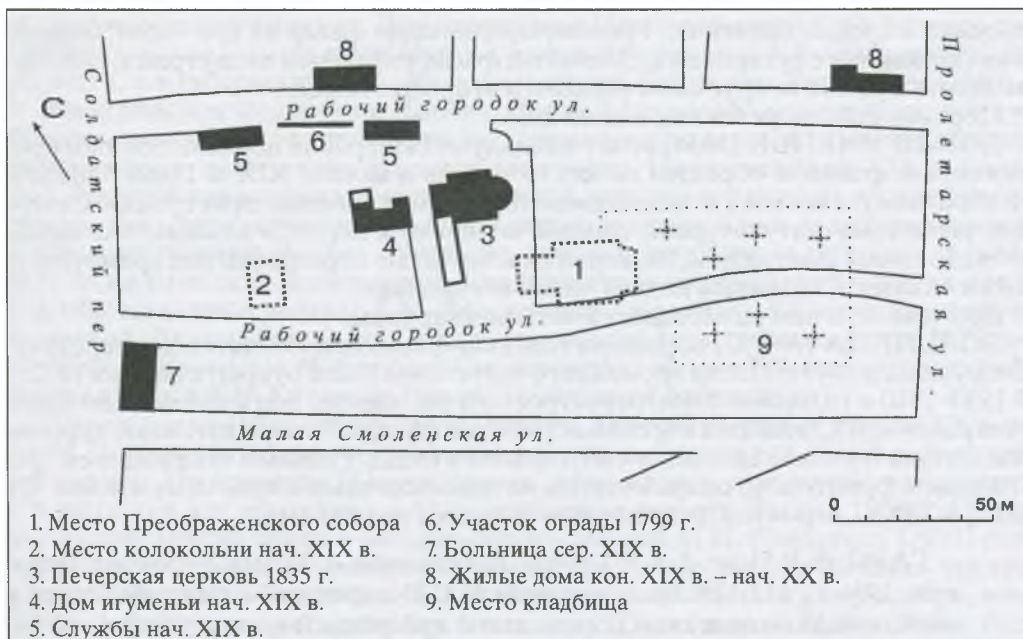 8
8
Солдатский пер.
Пролетарская ул.
С
Рабочий городок ул.
5
6
5
4
3
1
2
Рабочий городок ул.
9
7
Малая Смоленская ул.
0 50 м
1. Место Преображенского собора
2. Место колокольни нач. XIX в.
3. Печерская церковь 1835 г.
4. Дом игуменьи нач. XIX в.
5. Службы нач. XIX в.
6. Участок ограды 1799 г.
7. Больница сер. XIX в.
8. Жилые дома кон. XIX в. – нач. XX в.
9. Место кладбища